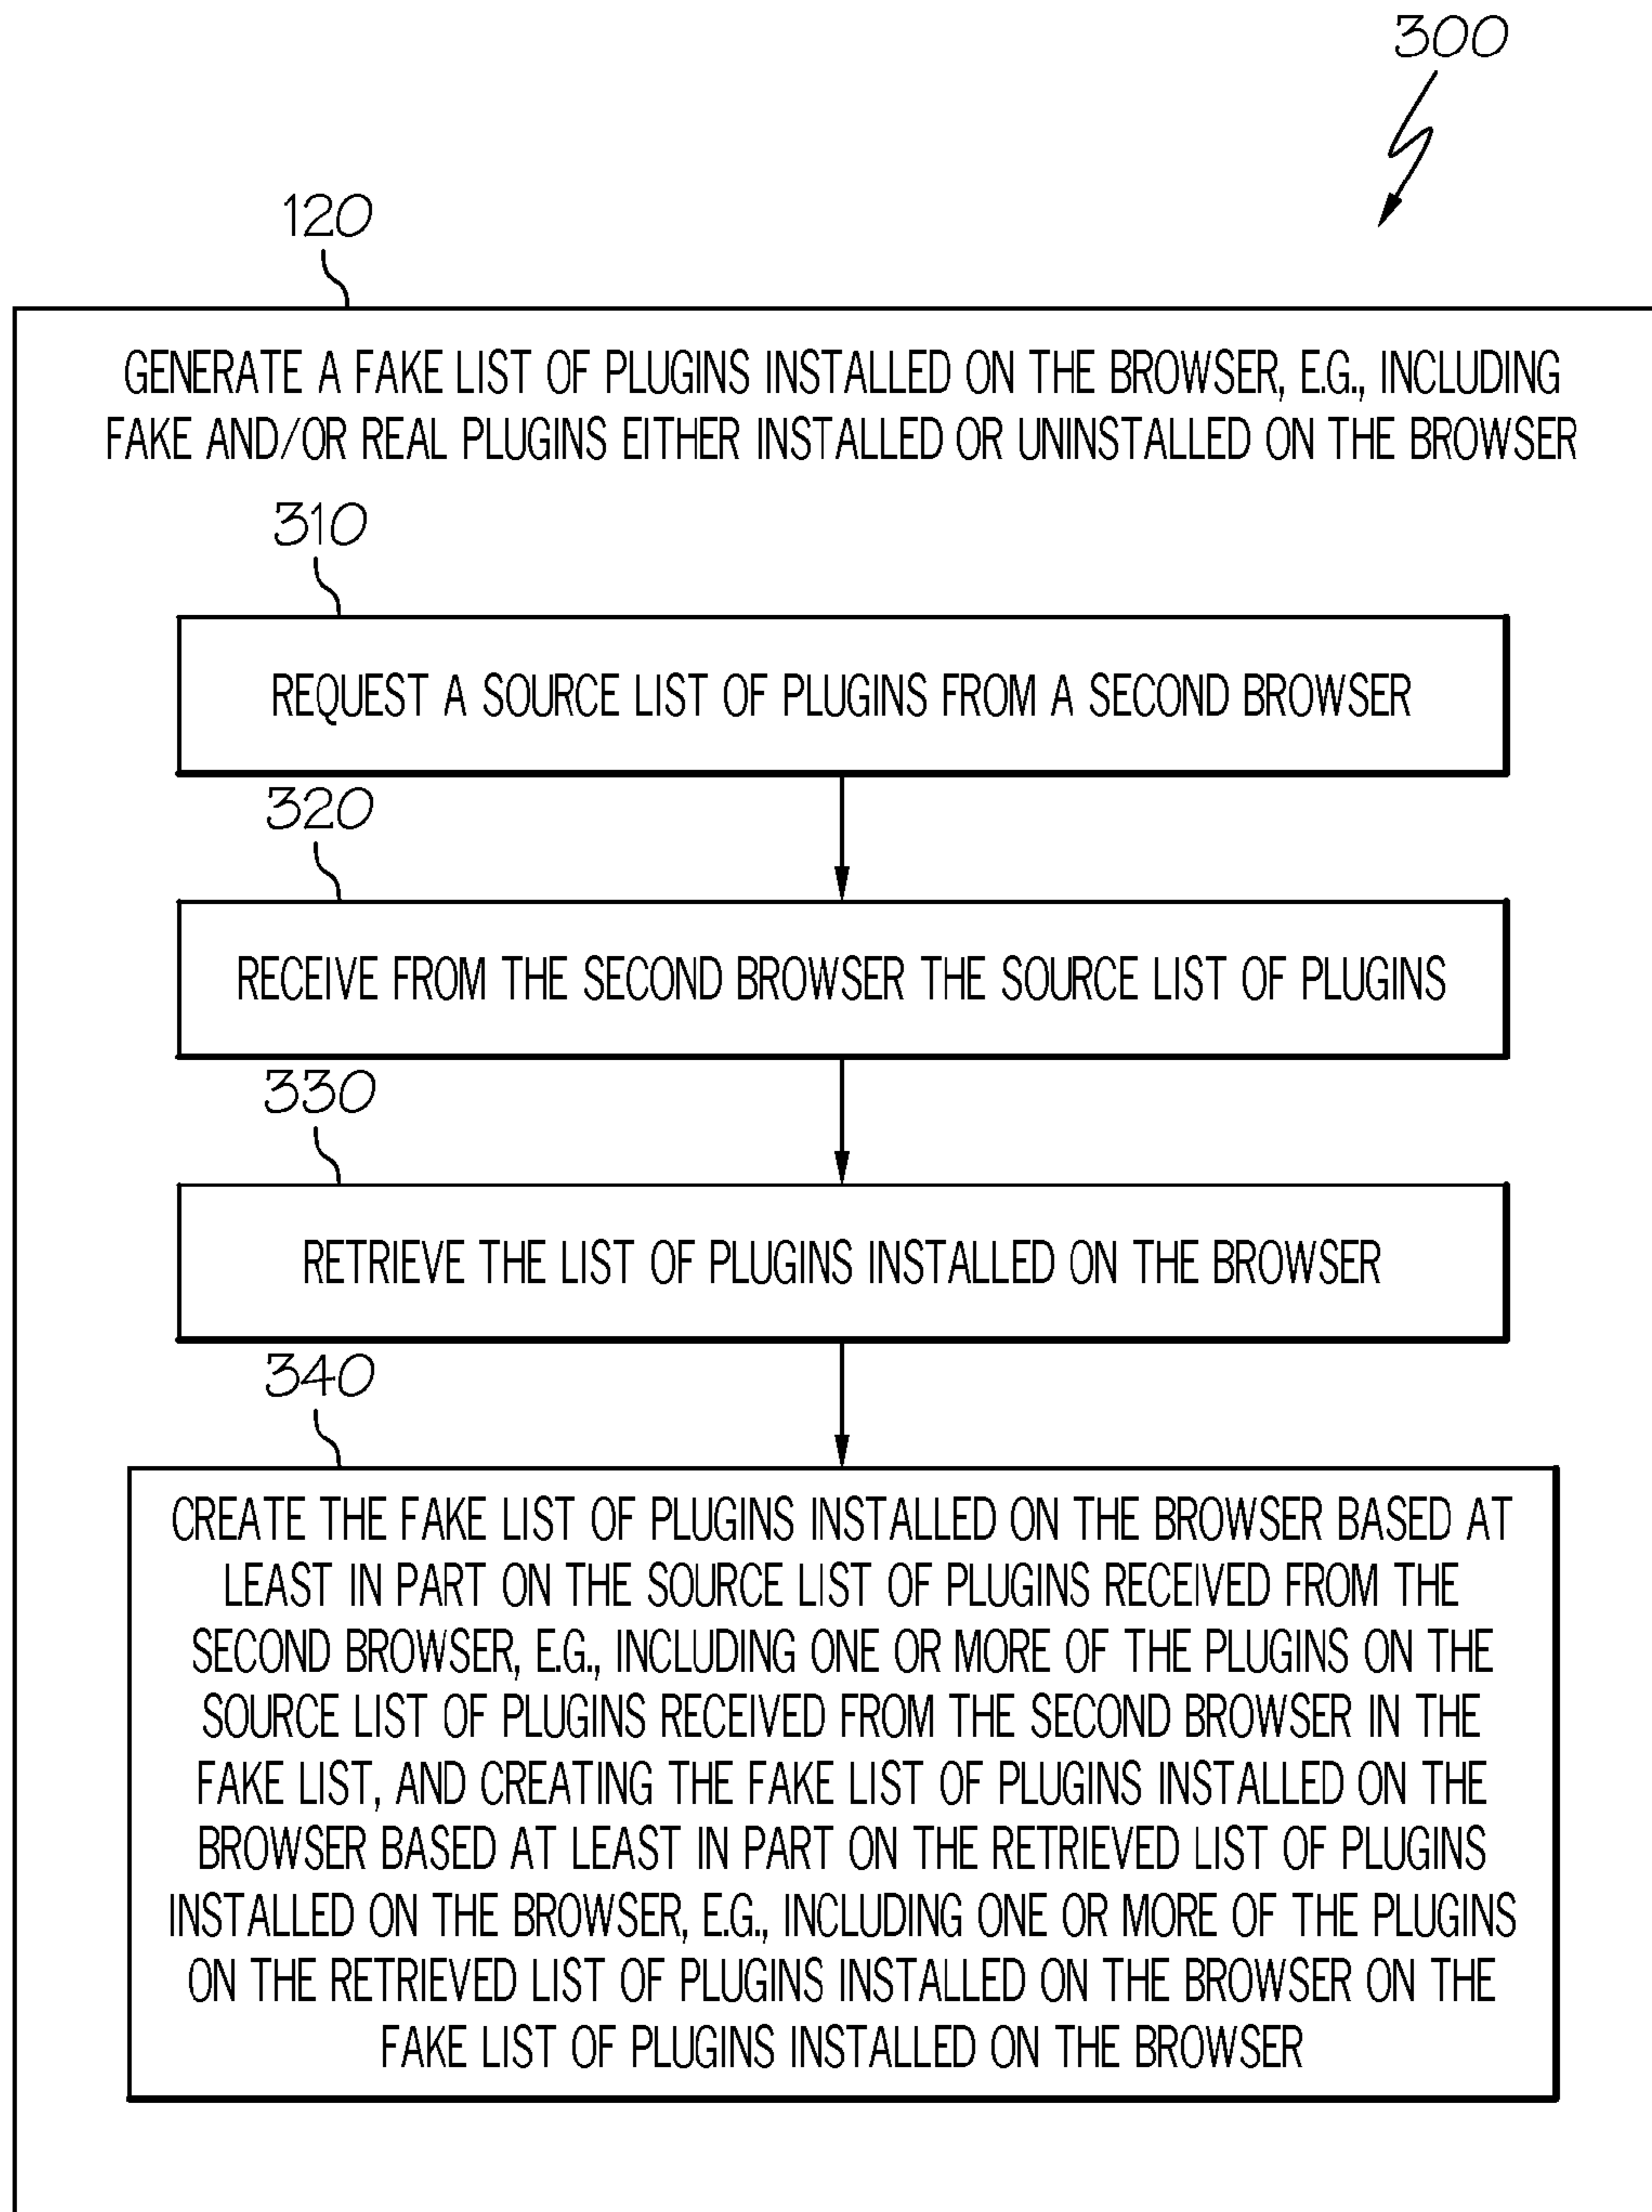 300
120
GENERATE A FAKE LIST OF PLUGINS INSTALLED ON THE BROWSER, E.G., INCLUDING
FAKE AND/OR REAL PLUGINS EITHER INSTALLED OR UNINSTALLED ON THE BROWSER
310
REQUEST A SOURCE LIST OF PLUGINS FROM A SECOND BROWSER
320
RECEIVE FROM THE SECOND BROWSER THE SOURCE LIST OF PLUGINS
330
RETRIEVE THE LIST OF PLUGINS INSTALLED ON THE BROWSER
340
CREATE THE FAKE LIST OF PLUGINS INSTALLED ON THE BROWSER BASED AT
LEAST IN PART ON THE SOURCE LIST OF PLUGINS RECEIVED FROM THE
SECOND BROWSER, E.G., INCLUDING ONE OR MORE OF THE PLUGINS ON THE
SOURCE LIST OF PLUGINS RECEIVED FROM THE SECOND BROWSER IN THE
FAKE LIST, AND CREATING THE FAKE LIST OF PLUGINS INSTALLED ON THE
BROWSER BASED AT LEAST IN PART ON THE RETRIEVED LIST OF PLUGINS
INSTALLED ON THE BROWSER, E.G., INCLUDING ONE OR MORE OF THE PLUGINS
ON THE RETRIEVED LIST OF PLUGINS INSTALLED ON THE BROWSER ON THE
FAKE LIST OF PLUGINS INSTALLED ON THE BROWSER